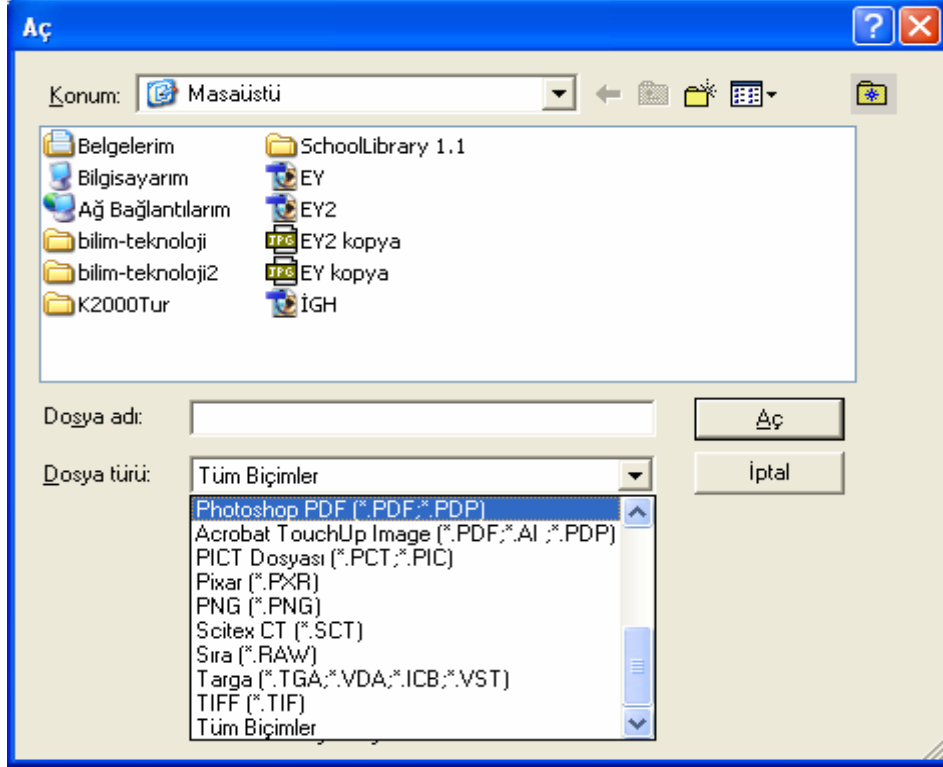 Aç
Konum: Masaüstü
Belgelerim
Bilgisayarım
Ağ Bağlantılarım
bilim-teknoloji
bilim-teknoloji2
K2000Tur
SchoolLibrary 1.1
EY
EY2
EY2 kopya
EY kopya
İGH
Dosya adı:
Aç
Dosya türü: Tüm Biçimler
İptal
Photoshop PDF (*.PDF;*.PDP)
Acrobat TouchUp Image (*.PDF;*.AI ;*.PDP)
PICT Dosyası (*.PCT;*.PIC)
Pixar (*.PXR)
PNG (*.PNG)
Scitex CT (*.SCT)
Sıra (*.RAW)
Targa (*.TGA;*.VDA;*.ICB;*.VST)
TIFF (*.TIF)
Tüm Biçimler